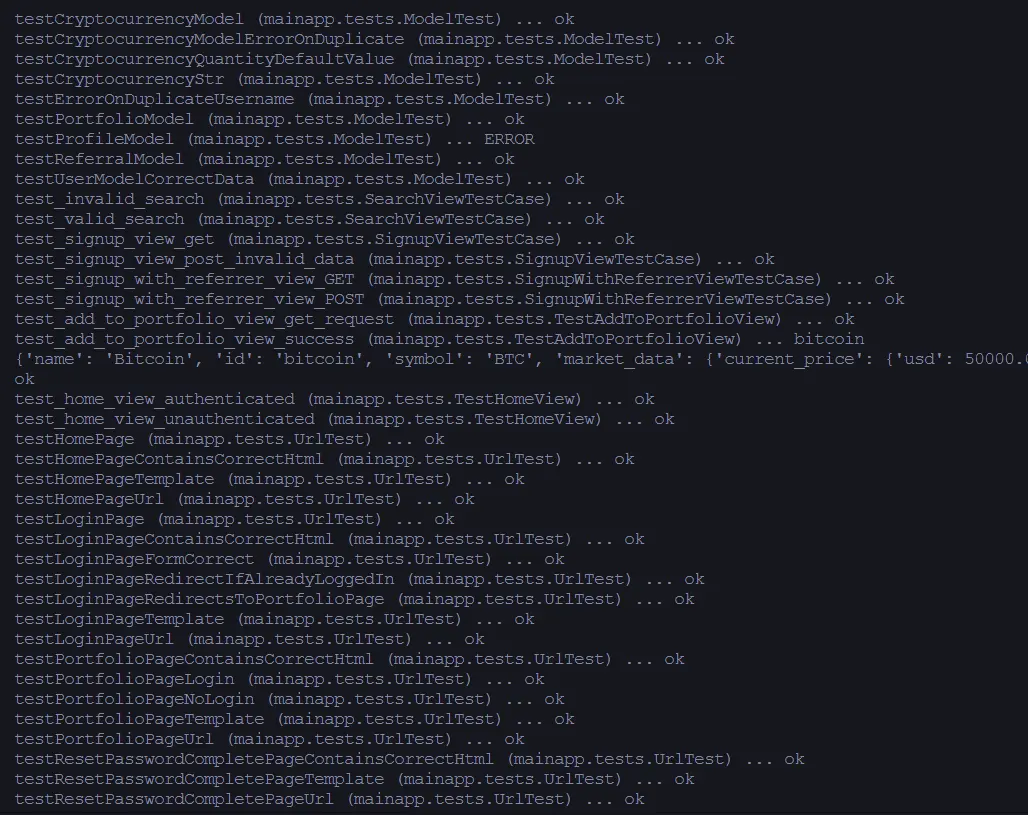 testCryptocurrencyModel (mainapp.tests.ModelTest) ... ok
testCryptocurrencyModelErrorOnDuplicate (mainapp.tests.ModelTest) ... ok
testCryptocurrencyQuantityDefaultValue (mainapp.tests.ModelTest) ... ok
testCryptocurrencyStr (mainapp.tests.ModelTest) ... ok
testErrorOnDuplicateUsername (mainapp.tests.ModelTest) ... ok
testPortfolioModel (mainapp.tests.ModelTest) ... ok
testProfileModel (mainapp.tests.ModelTest) ... ERROR
testReferralModel (mainapp.tests.ModelTest) ... ok
testUserModelCorrectData (mainapp.tests.ModelTest) ... ok
test_invalid_search (mainapp.tests.SearchViewTestCase) ... ok
test_valid_search (mainapp.tests.SearchViewTestCase) ... ok
test_signup_view_get (mainapp.tests.SignupViewTestCase) ... ok
test_signup_view_post_invalid_data (mainapp.tests.SignupViewTestCase) ... ok
test_signup_with_referrer_view_GET (mainapp.tests.SignupWithReferrerViewTestCase) ... ok
test_signup_with_referrer_view_POST (mainapp.tests.SignupWithReferrerViewTestCase) ... ok
test_add_to_portfolio_view_get_request (mainapp.tests.TestAddToPortfolioView) ... ok
test_add_to_portfolio_view_success (mainapp.tests.TestAddToPortfolioView) ... bitcoin
{'name': 'Bitcoin', 'id': 'bitcoin', 'symbol': 'BTC', 'market_data': {'current_price': {'usd': 50000.0
ok
test_home_view_authenticated (mainapp.tests.TestHomeView) ... ok
test_home_view_unauthenticated (mainapp.tests.TestHomeView) ... ok
testHomePage (mainapp.tests.UrlTest) ... ok
testHomePageContainsCorrectHtml (mainapp.tests.UrlTest) ... ok
testHomePageTemplate (mainapp.tests.UrlTest) ... ok
testHomePageUrl (mainapp.tests.UrlTest) ... ok
testLoginPage (mainapp.tests.UrlTest) ... ok
testLoginPageContainsCorrectHtml (mainapp.tests.UrlTest) ... ok
testLoginPageFormCorrect (mainapp.tests.UrlTest) ... ok
testLoginPageRedirectIfAlreadyLoggedIn (mainapp.tests.UrlTest) ... ok
testLoginPageRedirectsToPortfolioPage (mainapp.tests.UrlTest) ... ok
testLoginPageTemplate (mainapp.tests.UrlTest) ... ok
testLoginPageUrl (mainapp.tests.UrlTest) ... ok
testPortfolioPageContainsCorrectHtml (mainapp.tests.UrlTest) ... ok
testPortfolioPageLogin (mainapp.tests.UrlTest) ... ok
testPortfolioPageNoLogin (mainapp.tests.UrlTest) ... ok
testPortfolioPageTemplate (mainapp.tests.UrlTest) ... ok
testPortfolioPageUrl (mainapp.tests.UrlTest) ... ok
testResetPasswordCompletePageContainsCorrectHtml (mainapp.tests.UrlTest) ... ok
testResetPasswordCompletePageTemplate (mainapp.tests.UrlTest) ... ok
testResetPasswordCompletePageUrl (mainapp.tests.UrlTest) ... ok